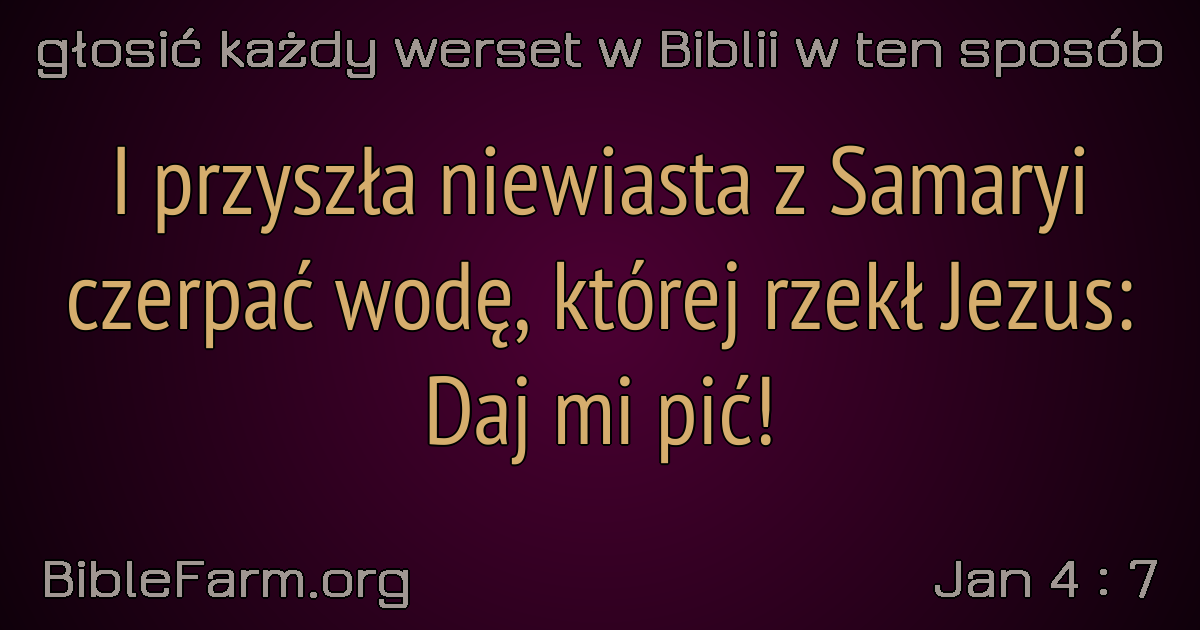 głosić każdy werset w Biblii w ten sposób
I przyszła niewiasta z Samaryi
czerpać wodę, której rzekł Jezus:
Daj mi pić!
BibleFarm.org
Jan 4 : 7